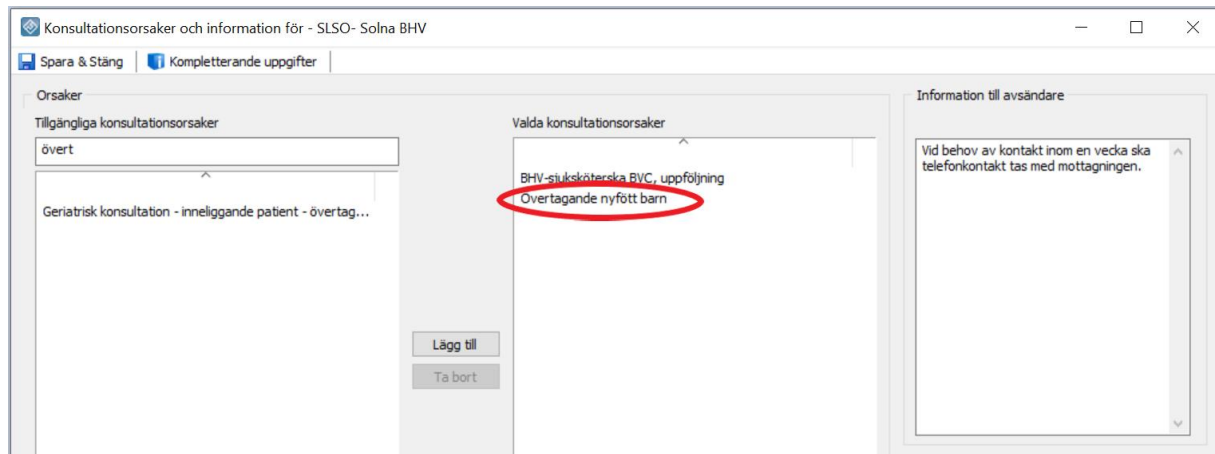 Konsultationsorsaker och information för - SLSO- Solna BHV
Spara & Stäng
Kompletterande uppgifter
Orsaker
Tillgängliga konsultationsorsaker
övert
Geriatrisk konsultation - inneliggande patient - övertag...
Lägg till
Ta bort
Valda konsultationsorsaker
BHV-sjuksköterska BVC, uppföljning
Övertagande nyfött barn
Information till avsändare
Vid behov av kontakt inom en vecka ska
telefonkontakt tas med mottagningen.